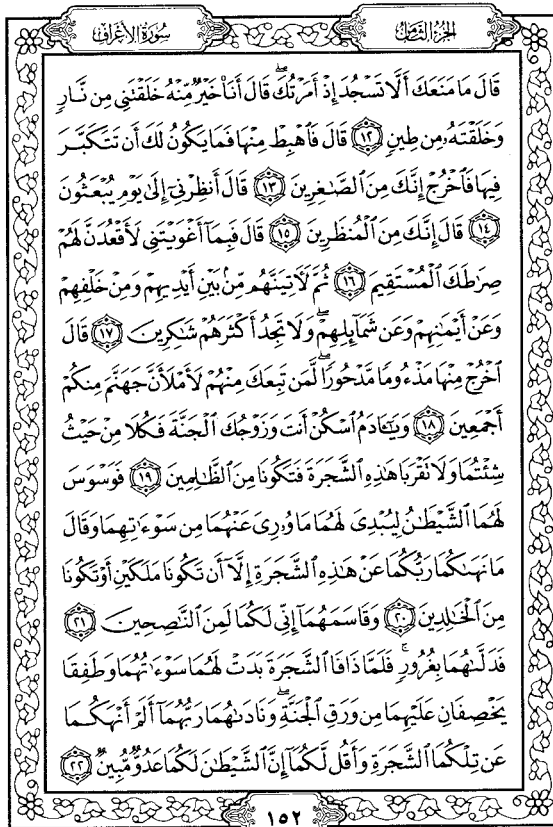 سُورَةُ الأَعْرَافِ
الجُزْءُ الثَّامِنُ
قَالَ مَا مَنَعَكَ أَلَّا تَسْجُدَ إِذْ أَمَرْتُكَ ۖ قَالَ أَنَا۠ خَيْرٌ مِّنْهُ خَلَقْتَنِى مِن نَّارٍ
وَخَلَقْتَهُۥ مِن طِينٍ ١٢ قَالَ فَٱهْبِطْ مِنْهَا فَمَا يَكُونُ لَكَ أَن تَتَكَبَّرَ
فِيهَا فَٱخْرُجْ إِنَّكَ مِنَ ٱلصَّٰغِرِينَ ١٣ قَالَ أَنظِرْنِىٓ إِلَىٰ يَوْمِ يُبْعَثُونَ
١٤ قَالَ إِنَّكَ مِنَ ٱلْمُنظَرِينَ ١٥ قَالَ فَبِمَآ أَغْوَيْتَنِى لَأَقْعُدَنَّ لَهُمْ
صِرَٰطَكَ ٱلْمُسْتَقِيمَ ١٦ ثُمَّ لَأَتِيَنَّهُم مِّنۢ بَيْنِ أَيْدِيهِمْ وَمِنْ خَلْفِهِمْ
وَعَنْ أَيْمَٰنِهِمْ وَعَن شَمَآئِلِهِمْ ۖ وَلَا تَجِدُ أَكْثَرَهُمْ شَٰكِرِينَ ١٧ قَالَ
ٱخْرُجْ مِنْهَا مَذْءُومًا مَّدْحُورًا ۖ لَّمَن تَبِعَكَ مِنْهُمْ لَأَمْلَأَنَّ جَهَنَّمَ مِنكُمْ
أَجْمَعِينَ ١٨ وَيَٰٓـَٔادَمُ ٱسْكُنْ أَنتَ وَزَوْجُكَ ٱلْجَنَّةَ فَكُلَا مِنْ حَيْثُ
شِئْتُمَا وَلَا تَقْرَبَا هَٰذِهِ ٱلشَّجَرَةَ فَتَكُونَا مِنَ ٱلظَّٰلِمِينَ ١٩ فَوَسْوَسَ
لَهُمَا ٱلشَّيْطَٰنُ لِيُبْدِىَ لَهُمَا مَا وُۥرِىَ عَنْهُمَا مِن سَوْءَٰتِهِمَا وَقَالَ
مَا نَهَىٰكُمَا رَبُّكُمَا عَنْ هَٰذِهِ ٱلشَّجَرَةِ إِلَّآ أَن تَكُونَا مَلَكَيْنِ أَوْ تَكُونَا
مِنَ ٱلْخَٰلِدِينَ ٢٠ وَقَاسَمَهُمَآ إِنِّى لَكُمَا لَمِنَ ٱلنَّٰصِحِينَ ٢١
فَدَلَّىٰهُمَا بِغُرُورٍ ۚ فَلَمَّا ذَاقَا ٱلشَّجَرَةَ بَدَتْ لَهُمَا سَوْءَٰتُهُمَا وَطَفِقَا
يَخْصِفَانِ عَلَيْهِمَا مِن وَرَقِ ٱلْجَنَّةِ ۖ وَنَادَىٰهُمَا رَبُّهُمَآ أَلَمْ أَنْهَكُمَا
عَن تِلْكُمَا ٱلشَّجَرَةِ وَأَقُل لَّكُمَآ إِنَّ ٱلشَّيْطَٰنَ لَكُمَا عَدُوٌّ مُّبِينٌ ٢٢
١٥٢